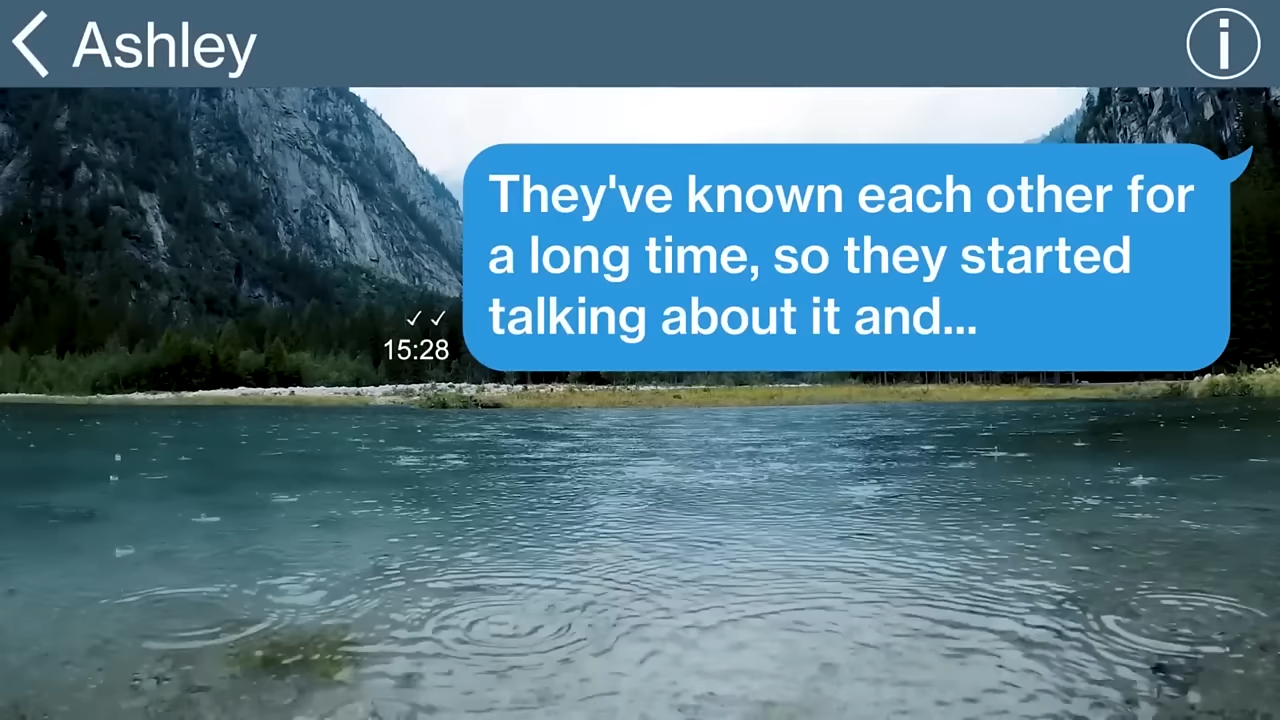 Ashley
They've known each other for
a long time, so they started
talking about it and...
✓✓
15:28